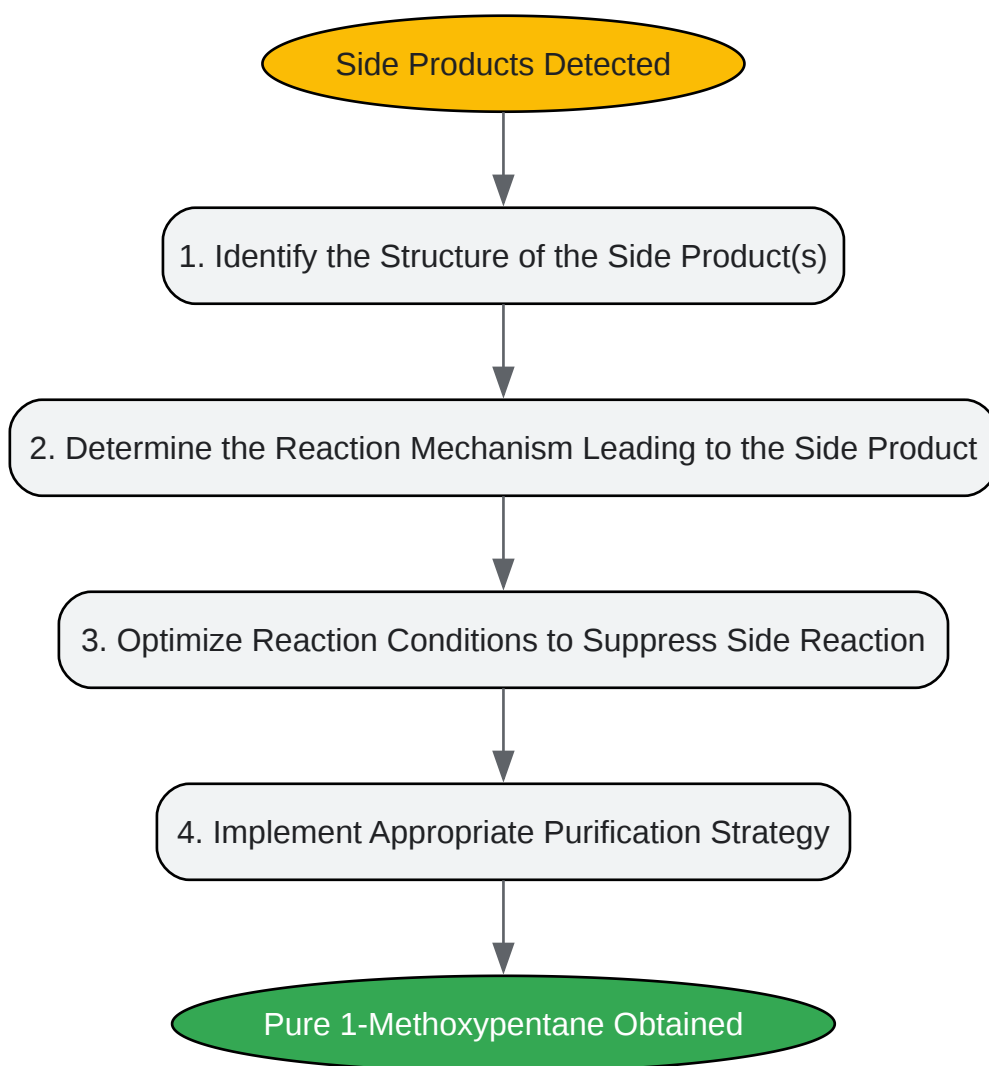 Side Products Detected
1. Identify the Structure of the Side Product(s)
2. Determine the Reaction Mechanism Leading to the Side Product
3. Optimize Reaction Conditions to Suppress Side Reaction
4. Implement Appropriate Purification Strategy
Pure 1-Methoxypentane Obtained